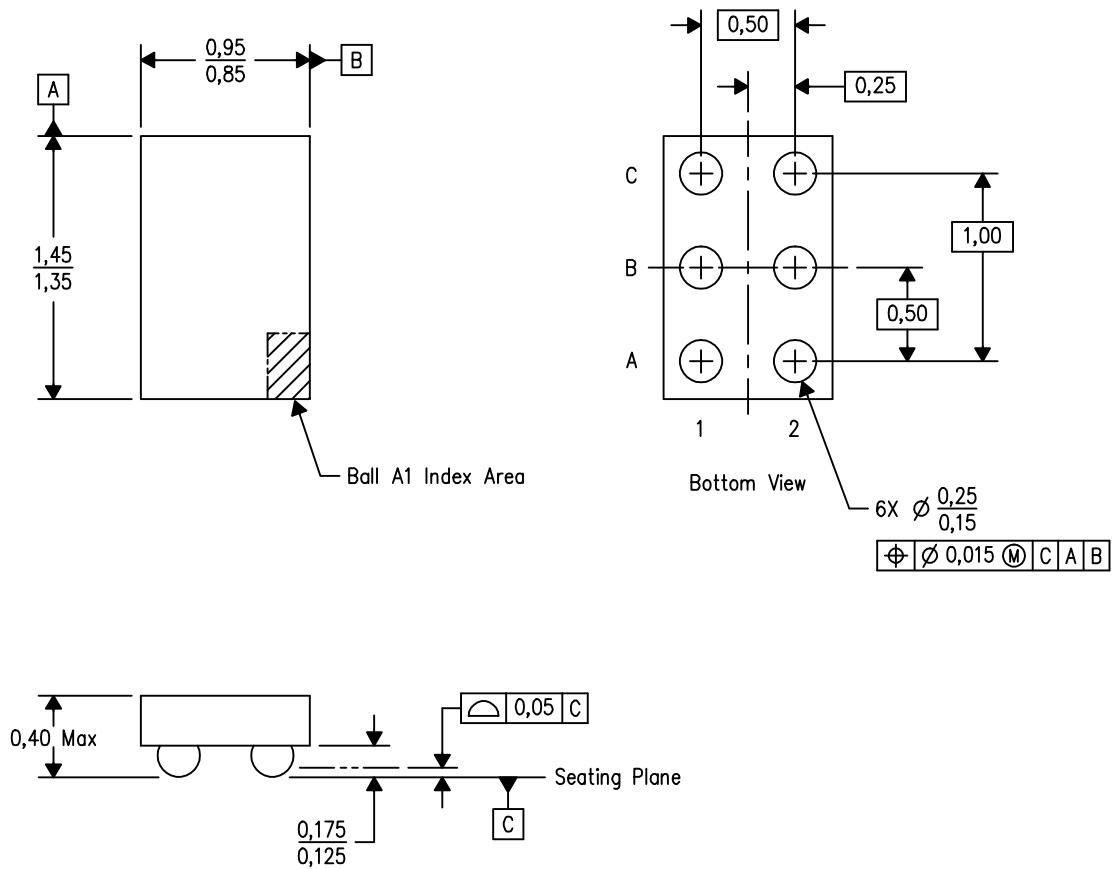 0,50
0,95
0,85
B
0,25
A
C
1,45
1,35
B
1,00
0,50
A
1 2
Ball A1 Index Area
Bottom View
6X Ø 0,25
0,15
⌖ Ø 0,015 Ⓜ C A B
⌓ 0,05 C
0,40 Max
Seating Plane
C
0,175
0,125